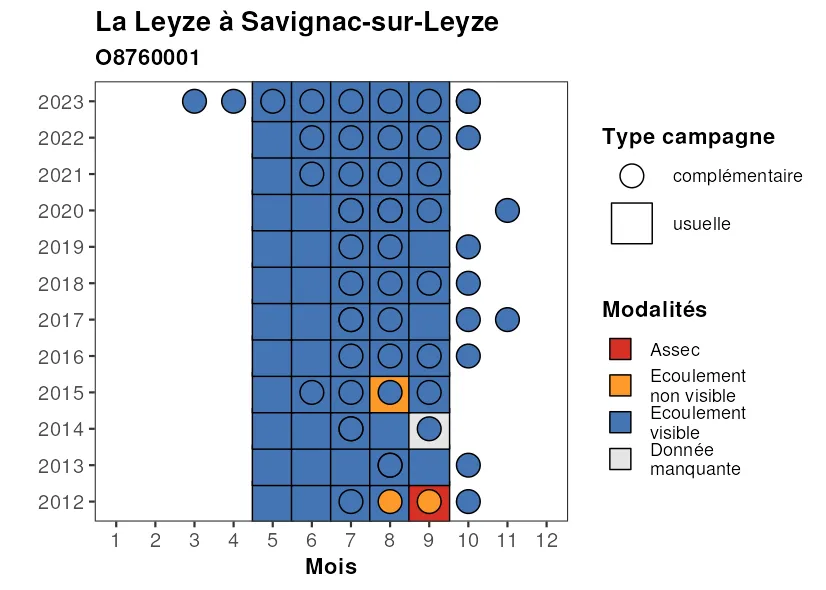 La Leyze à Savignac-sur-Leyze
O8760001
2023
2022
2021
2020
2019
2018
2017
2016
2015
2014
2013
2012
1 2 3 4 5 6 7 8 9 10 11 12
Mois
Type campagne
complémentaire
usuelle
Modalités
Assec
Ecoulement
non visible
Ecoulement
visible
Donnée
manquante